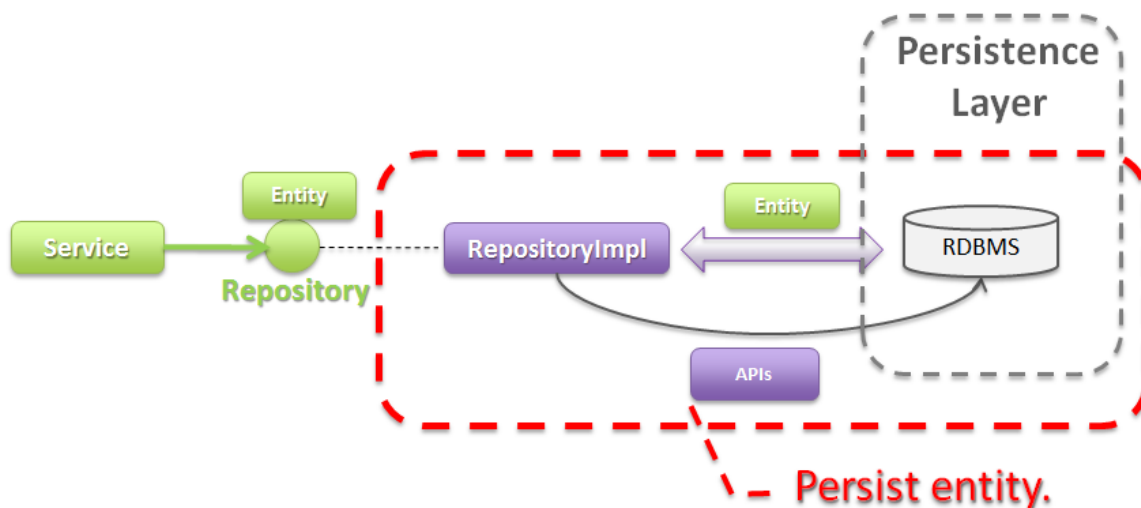 Persistence
Layer
Entity
Entity
Service
RepositoryImpl
RDBMS
Repository
APIs
Persist entity.